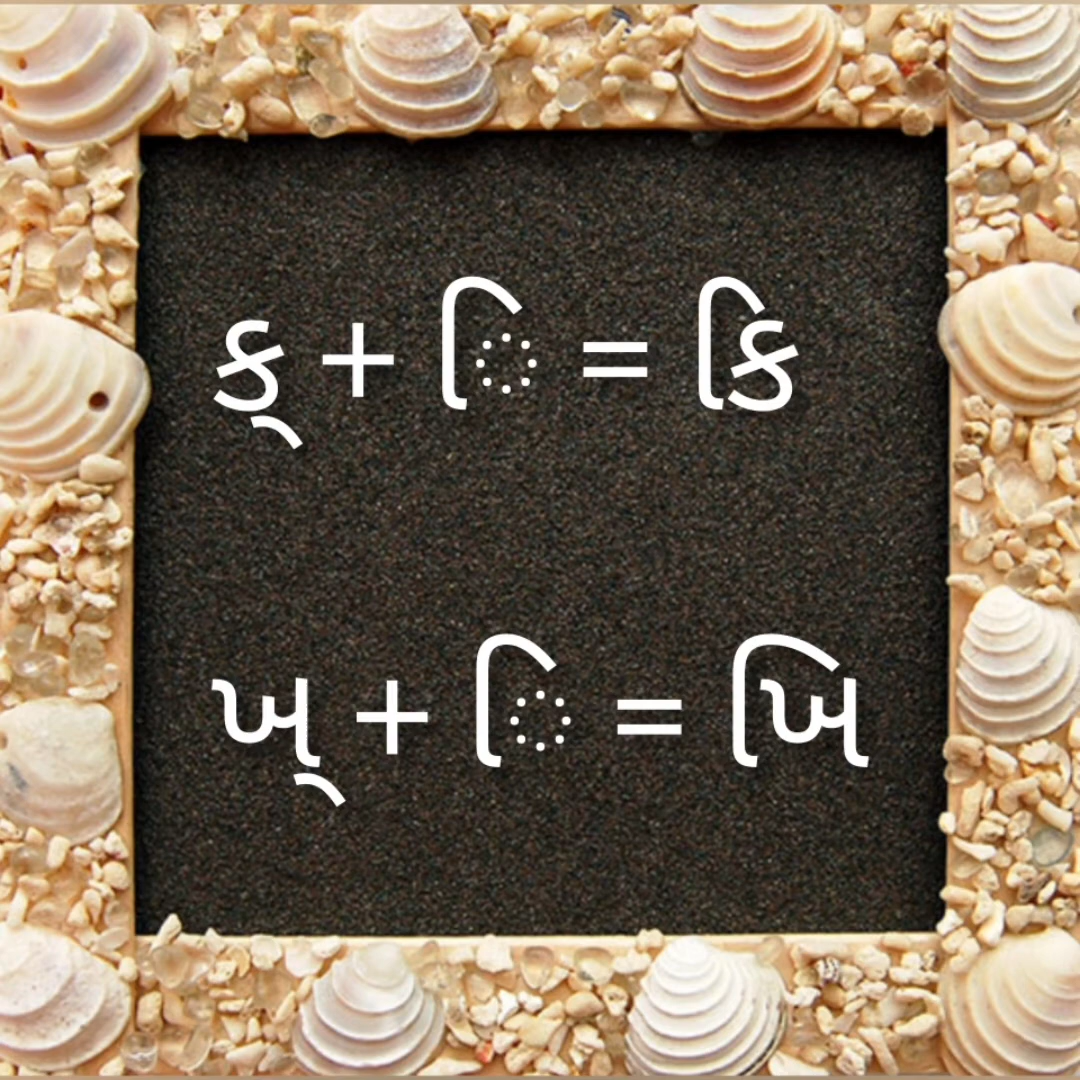 ક્ + િ = કિ
ખ્ + િ = ખિ